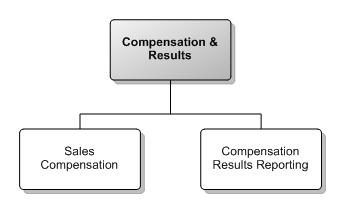 Compensation &
Results
Sales
Compensation
Compensation
Results Reporting